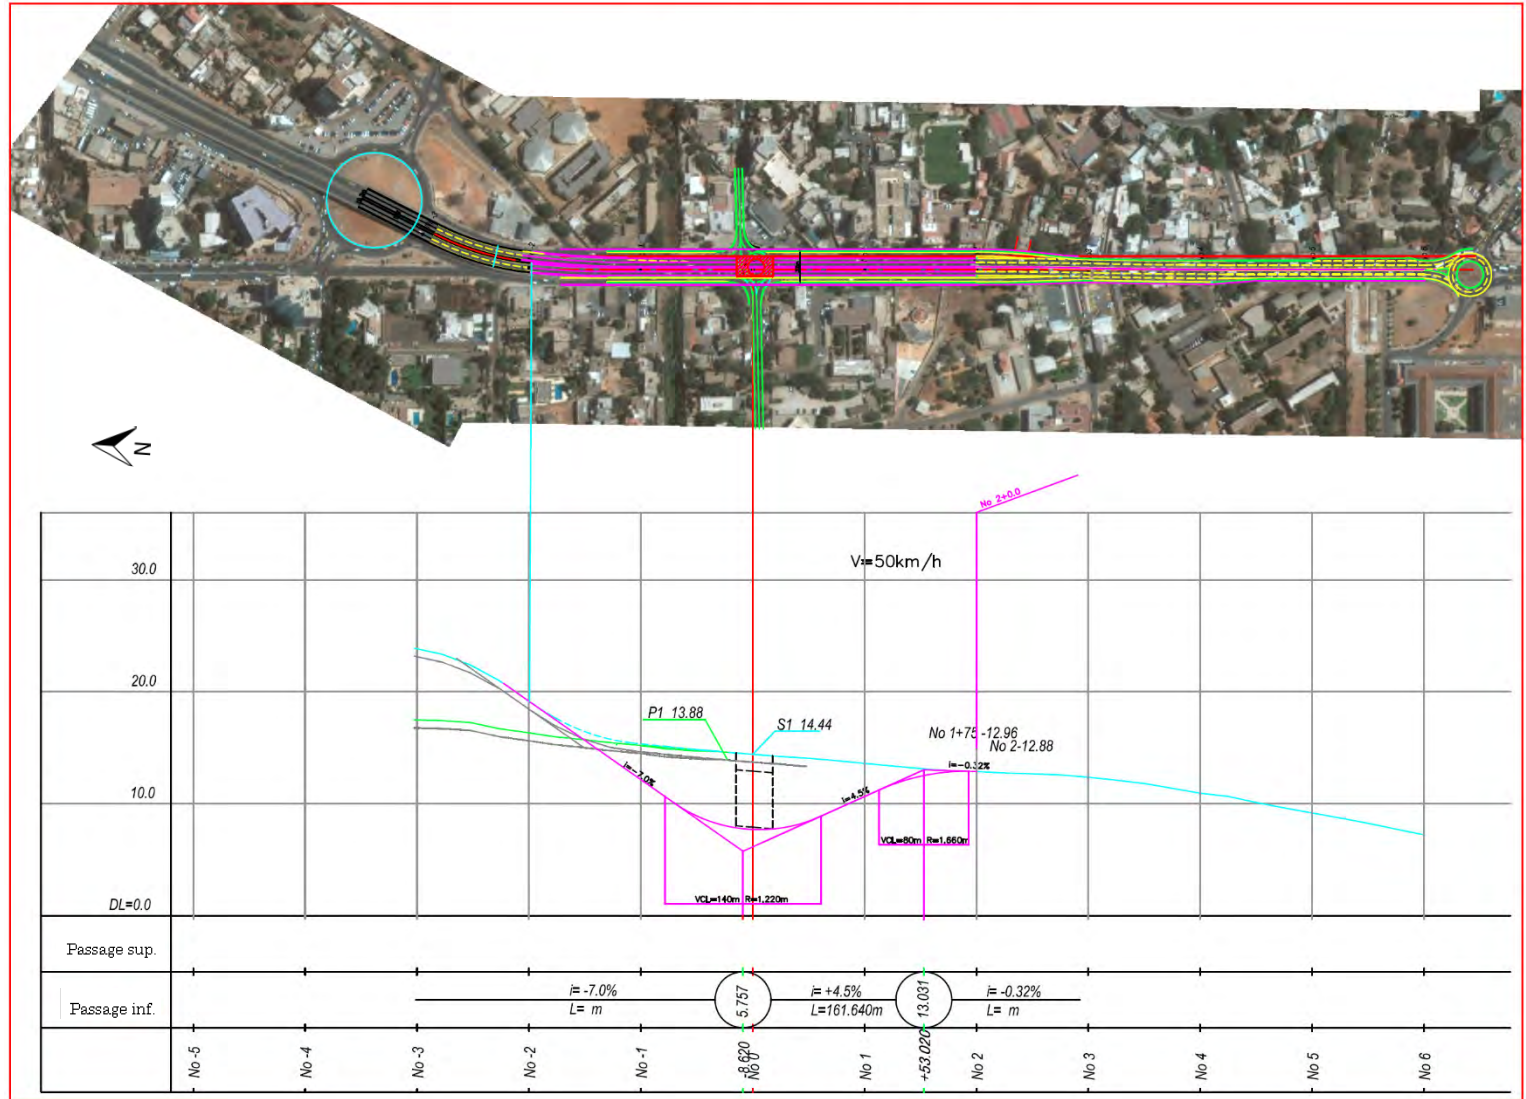 N
No 2+0.0
V=50km/h
30.0
20.0
P1 13.88
S1 14.44
No 1+75 -12.96
No 2-12.88
i=-0.32%
i=-7.0%
i=4.5%
10.0
VCL=80m R=1,660m
VCL=140m R=1,220m
DL=0.0
Passage sup.
Passage inf.
i= -7.0%
L= m
5.757
i= +4.5%
L=161.640m
13.031
i= -0.32%
L= m
No -5
No -4
No -3
No -2
No -1
-8.620
No 0
No 1
+53.020
No 2
No 3
No 4
No 5
No 6